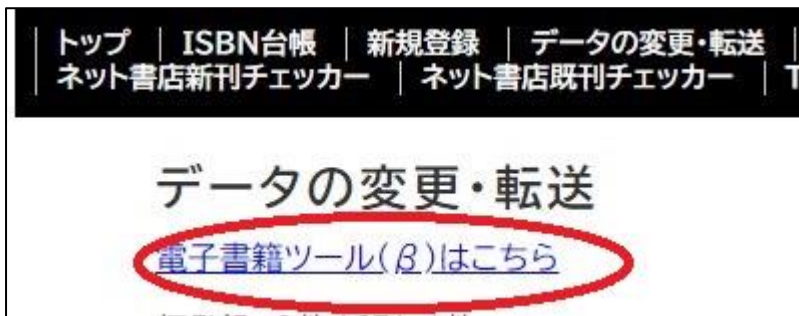 トップ │ ISBN台帳 │ 新規登録 │ データの変更・転送 │
ネット書店新刊チェッカー │ ネット書店既刊チェッカー │ T
データの変更・転送
電子書籍ツール(β)はこちら